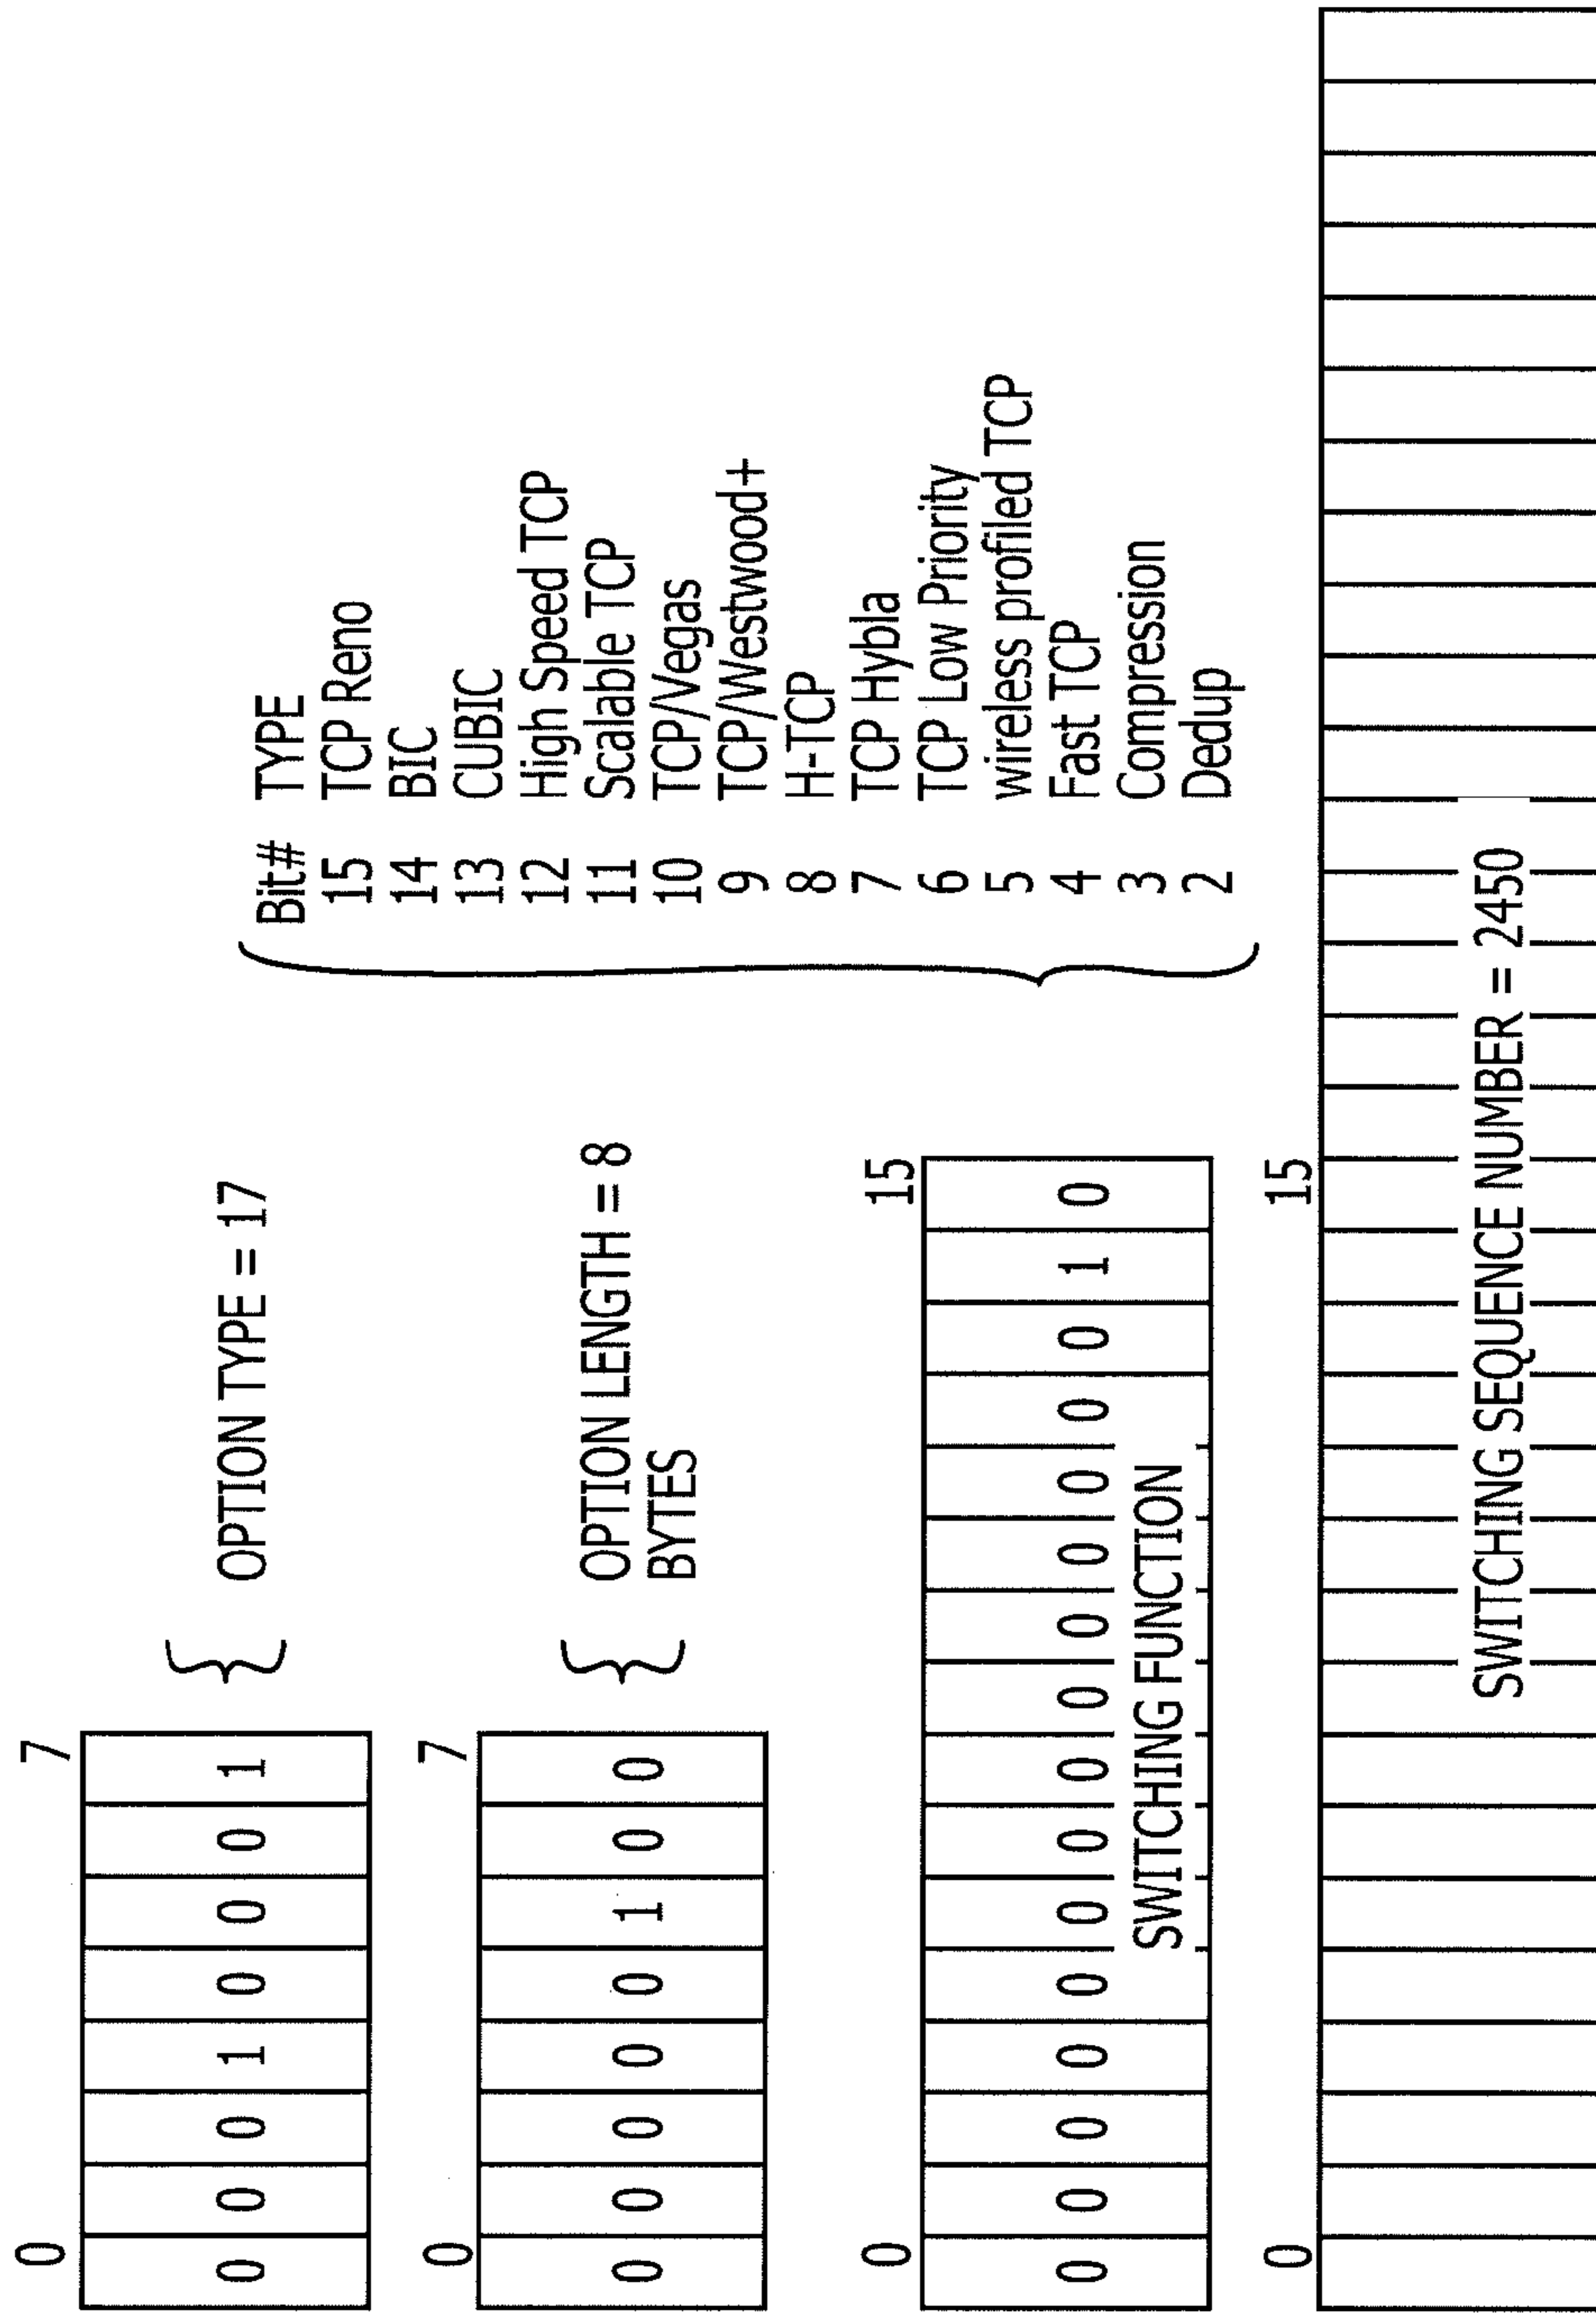 0 7
0 0 0 1 0 0 0 1
OPTION TYPE = 17
0 7
0 0 0 0 1 0 0 0
OPTION LENGTH = 8
BYTES
Bit# TYPE
15 TCP Reno
14 BIC
13 CUBIC
12 High Speed TCP
11 Scalable TCP
10 TCP/Vegas
9 TCP/Westwood+
8 H-TCP
7 TCP Hybla
6 TCP Low Priority
5 wireless profiled TCP
4 Fast TCP
3 Compression
2 Dedup
0 15
0 0 0 0 0 0 0 0 0 0 0 0 0 0 1 0
SWITCHING FUNCTION
0 15
SWITCHING SEQUENCE NUMBER = 2450